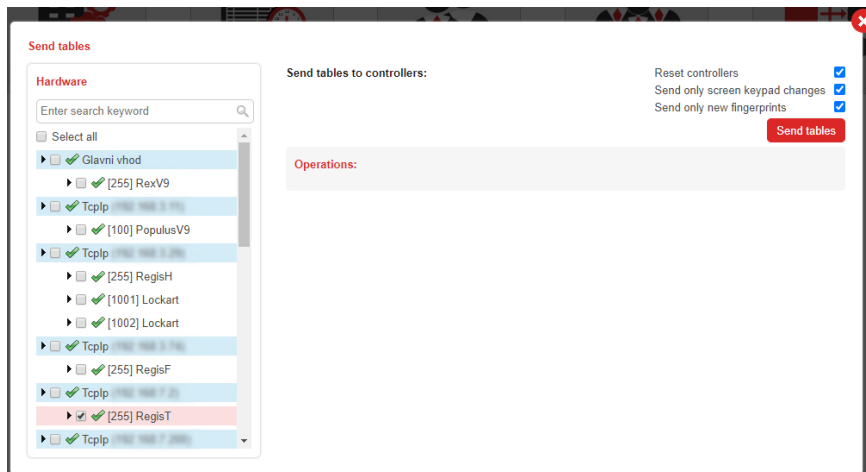 Send tables
Hardware
Enter search keyword
Select all
Glavni vhod
[255] RexV9
TcpIp
[100] PopulusV9
TcpIp
[255] RegisH
[1001] Lockart
[1002] Lockart
TcpIp
[255] RegisF
TcpIp
[255] RegisT
TcpIp
Send tables to controllers:
Reset controllers
Send only screen keypad changes
Send only new fingerprints
Send tables
Operations: